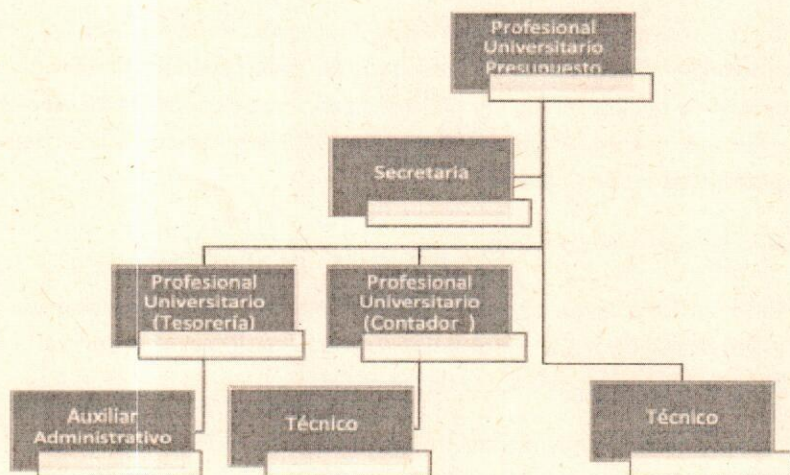 Profesional
Universitario
Presupuesto
Secretaria
Profesional
Universitario
(Tesorería)
Profesional
Universitario
(Contador )
Auxiliar
Administrativo
Técnico
Técnico